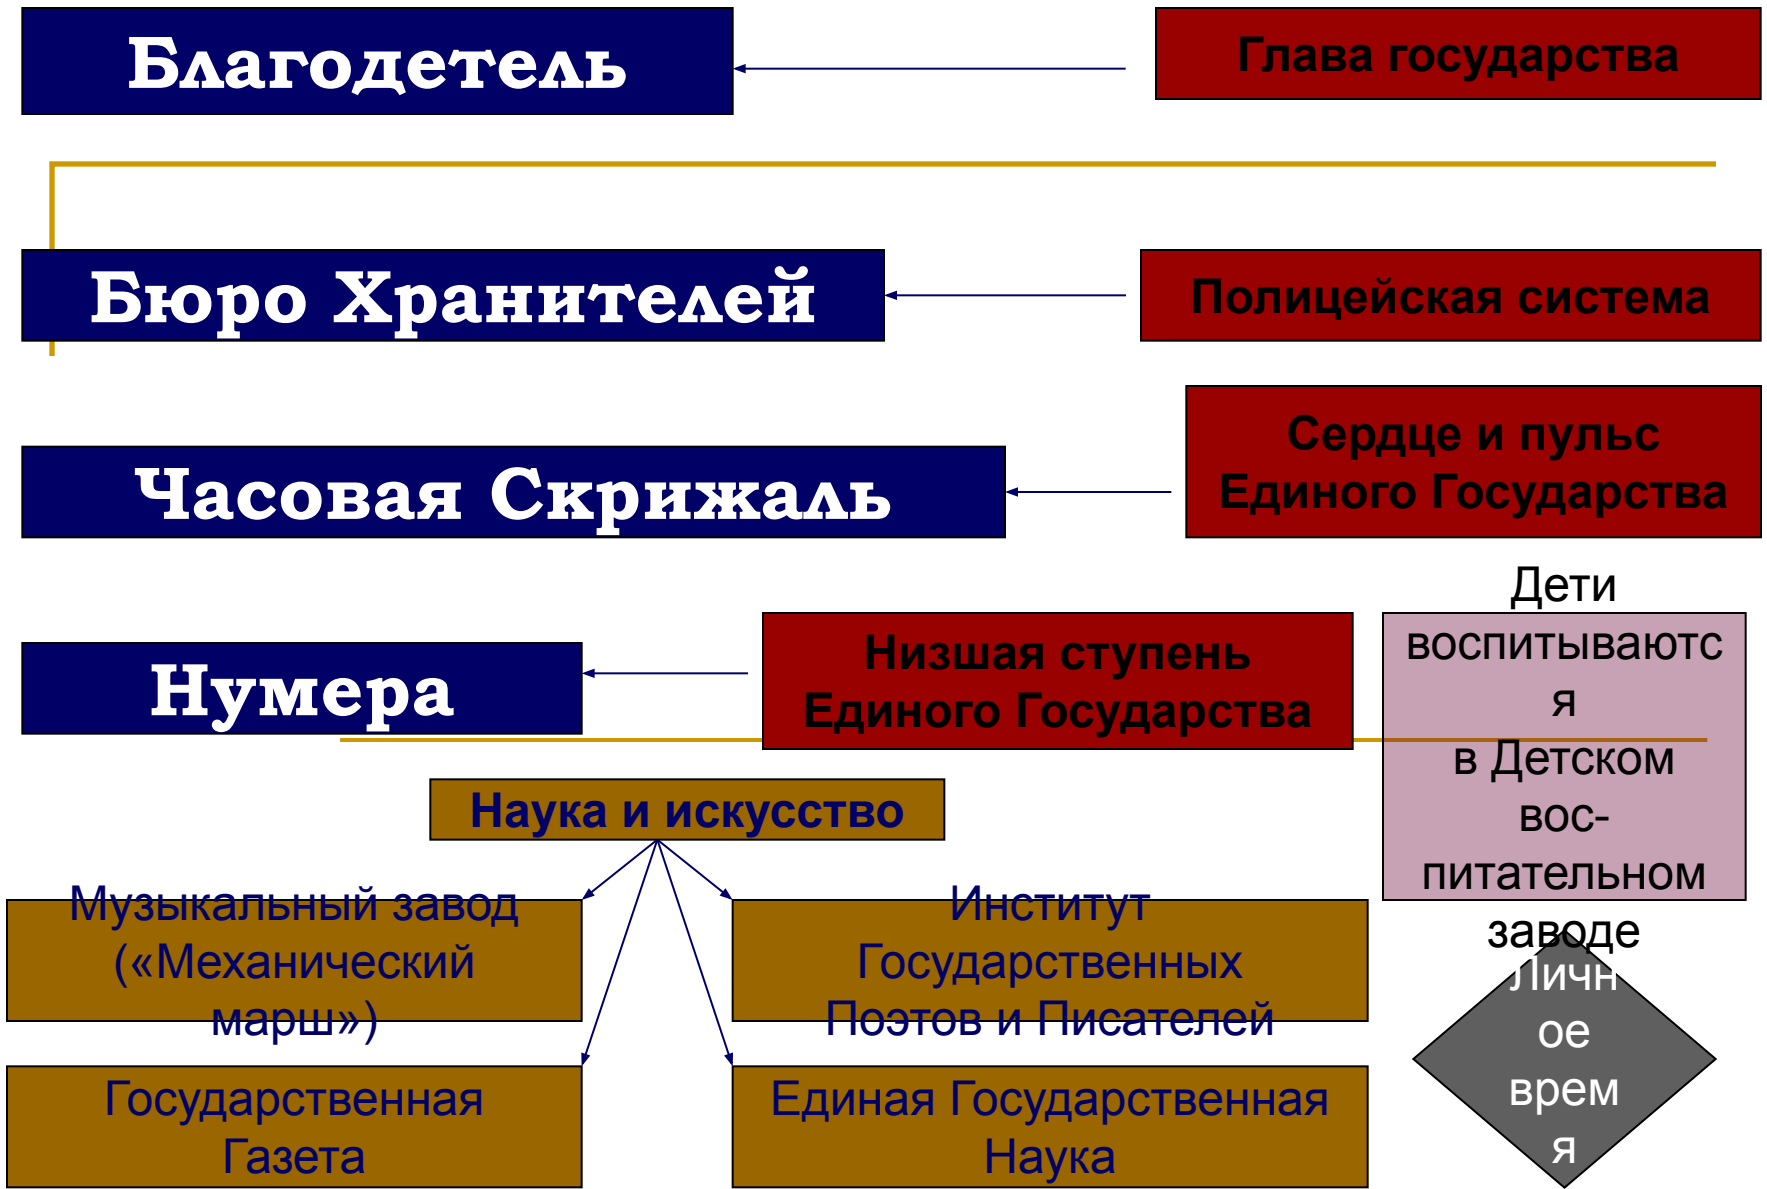 Благодетель
Глава государства
Бюро Хранителей
Полицейская система
Часовая Скрижаль
Сердце и пульс
Единого Государства
Нумера
Низшая ступень
Единого Государства
Дети
воспитываютс
я
в Детском
вос-
питательном
заводе
Наука и искусство
Музыкальный завод
(«Механический
марш»)
Институт
Государственных
Поэтов и Писателей
Личн
ое
врем
я
Государственная
Газета
Единая Государственная
Наука